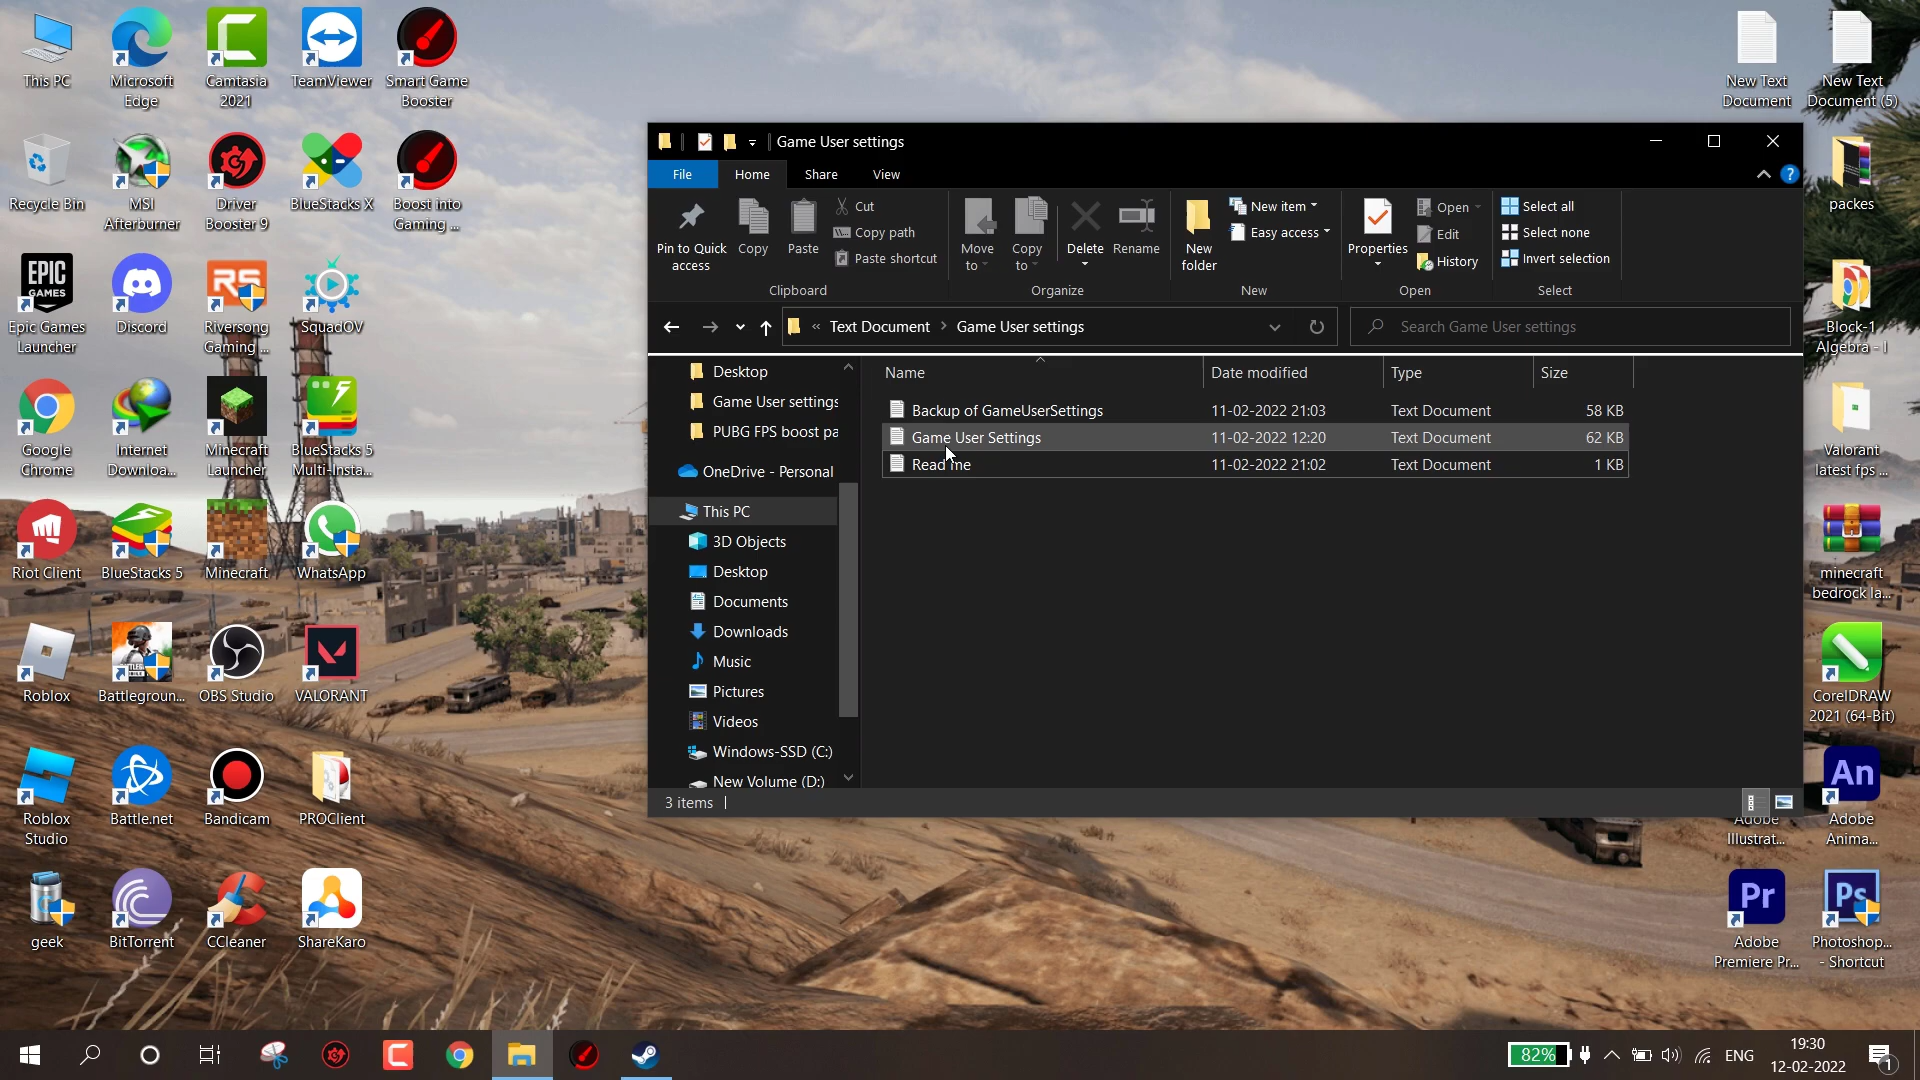 This PC
Microsoft
Edge
Camtasia
2021
TeamViewer
Smart Game
Booster
Recycle Bin
MSI
Afterburner
Driver
Booster 9
BlueStacks X
Boost into
Gaming ...
EPIC
GAMES
Epic Games
Launcher
Discord
RS
Riversong
Gaming ...
SquadOV
Google
Chrome
Internet
Downloa...
Minecraft
Launcher
BlueStacks 5
Multi-Insta...
Riot Client
BlueStacks 5
Minecraft
WhatsApp
Roblox
Battlegroun...
OBS Studio
VALORANT
Roblox
Studio
Battle.net
Bandicam
PROClient
geek
BitTorrent
CCleaner
ShareKaro
Game User settings
File
Home
Share
View
Pin to Quick
access
Copy
Paste
Cut
Copy path
Paste shortcut
Clipboard
Move
to
Copy
to
Delete
Rename
Organize
New
folder
New item
Easy access
New
Properties
Open
Edit
History
Open
Select all
Select none
Invert selection
Select
« Text Document > Game User settings
Search Game User settings
Desktop
Game User settings
PUBG FPS boost pa
OneDrive - Personal
This PC
3D Objects
Desktop
Documents
Downloads
Music
Pictures
Videos
Windows-SSD (C:)
New Volume (D:)
Name Date modified Type Size
Backup of GameUserSettings 11-02-2022 21:03 Text Document 58 KB
Game User Settings 11-02-2022 12:20 Text Document 62 KB
Read me 11-02-2022 21:02 Text Document 1 KB
3 items
New Text
Document
New Text
Document (5)
packes
Block-1
Algebra - I
Valorant
latest fps ...
minecraft
bedrock la...
CorelDRAW
2021 (64-Bit)
Adobe
Illustrat...
An
Adobe
Anima...
Pr
Adobe
Premiere Pr...
Ps
Photoshop...
- Shortcut
82%
ENG
19:30
12-02-2022
1